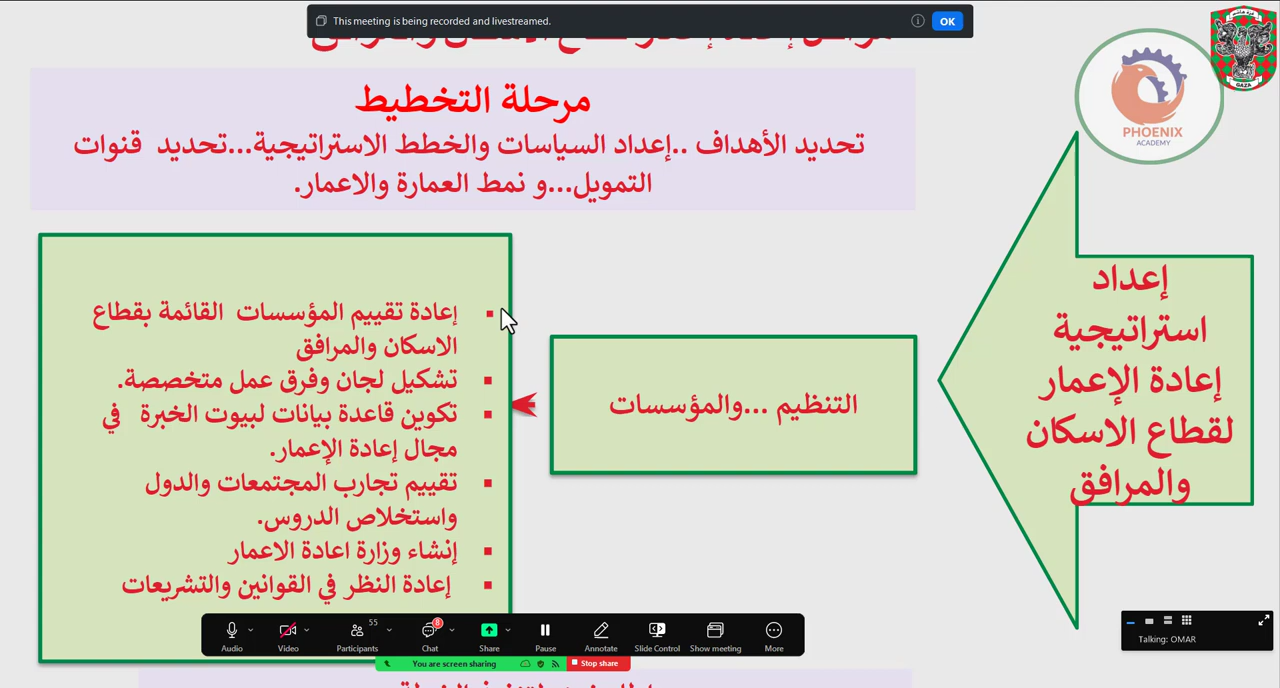 This meeting is being recorded and livestreamed.
OK
غزة هاشم
GAZA
PHOENIX
ACADEMY
مرحلة التخطيط
تحديد الأهداف ..إعداد السياسات والخطط الاستراتيجية...تحديد قنوات
التمويل...و نمط العمارة والاعمار.
إعداد
استراتيجية
إعادة الإعمار
لقطاع الاسكان
والمرافق
التنظيم ...والمؤسسات
▪ إعادة تقييم المؤسسات القائمة بقطاع
الاسكان والمرافق
▪ تشكيل لجان وفرق عمل متخصصة.
▪ تكوين قاعدة بيانات لبيوت الخبرة في
مجال إعادة الإعمار.
▪ تقييم تجارب المجتمعات والدول
واستخلاص الدروس.
▪ إنشاء وزارة اعادة الاعمار
▪ إعادة النظر في القوانين والتشريعات
55
8
Audio Video Participants Chat Share Pause Annotate Slide Control Show meeting More
You are screen sharing
Stop share
Talking: OMAR